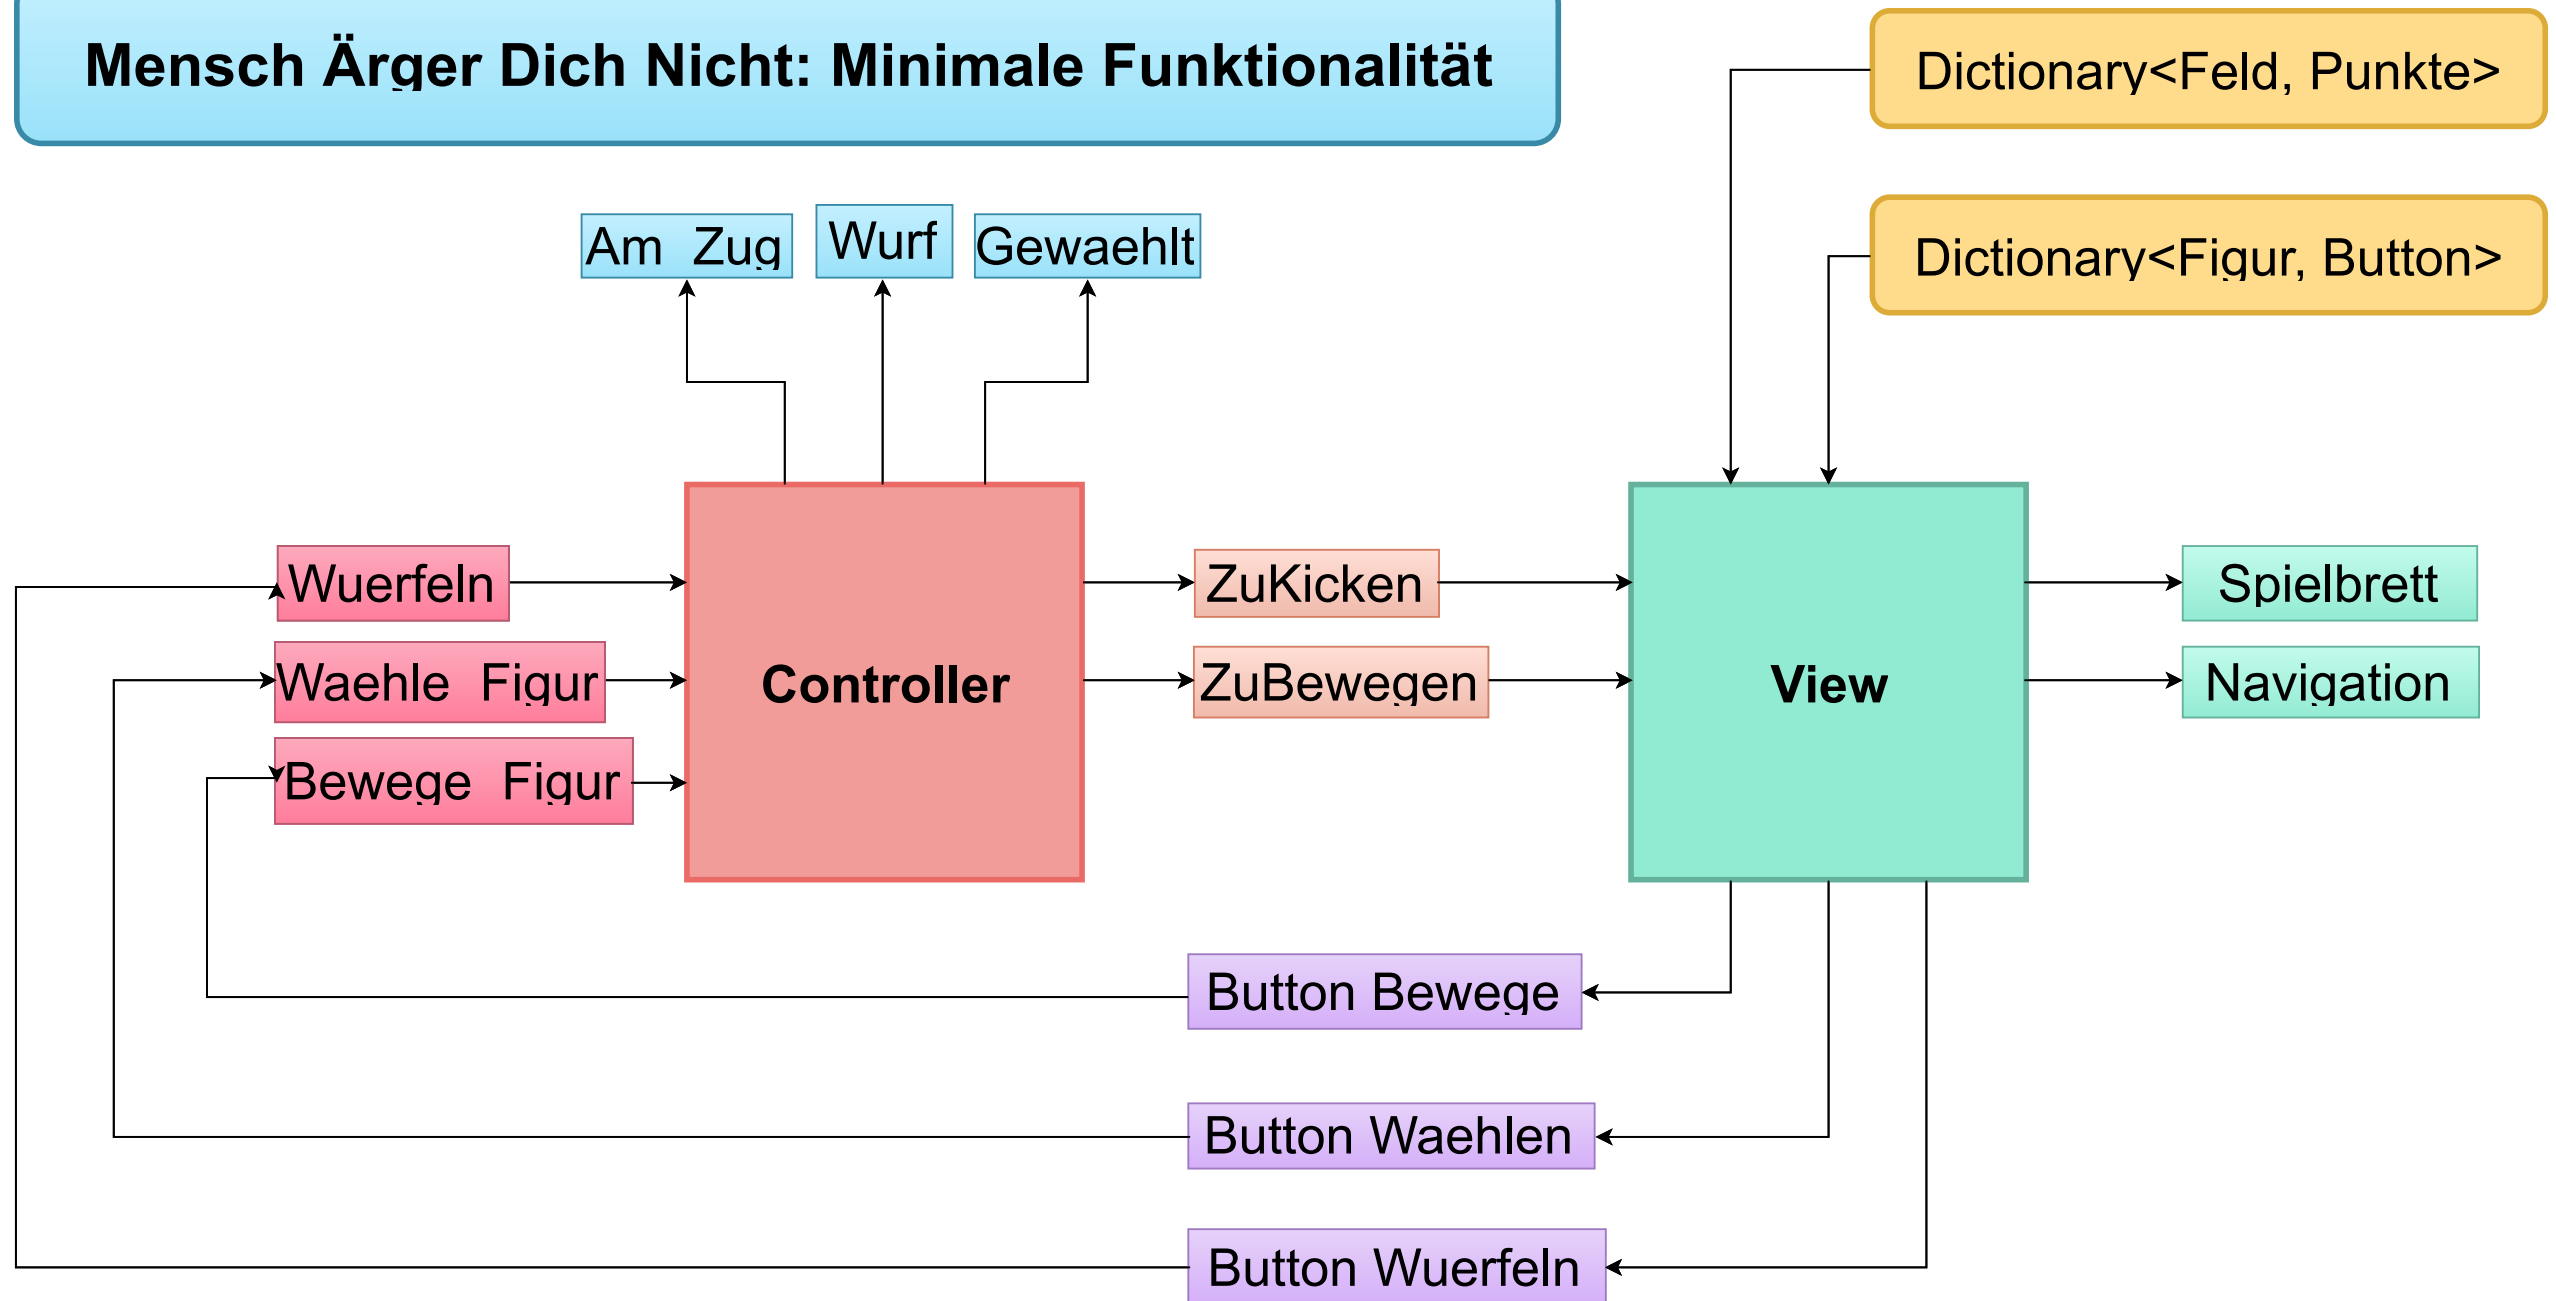 Mensch Ärger Dich Nicht: Minimale Funktionalität
Dictionary<Feld, Punkte>
Am Zug
Wurf
Gewaehlt
Dictionary<Figur, Button>
Wuerfeln
ZuKicken
Spielbrett
Waehle Figur
Controller
ZuBewegen
View
Navigation
Bewege Figur
Button Bewege
Button Waehlen
Button Wuerfeln